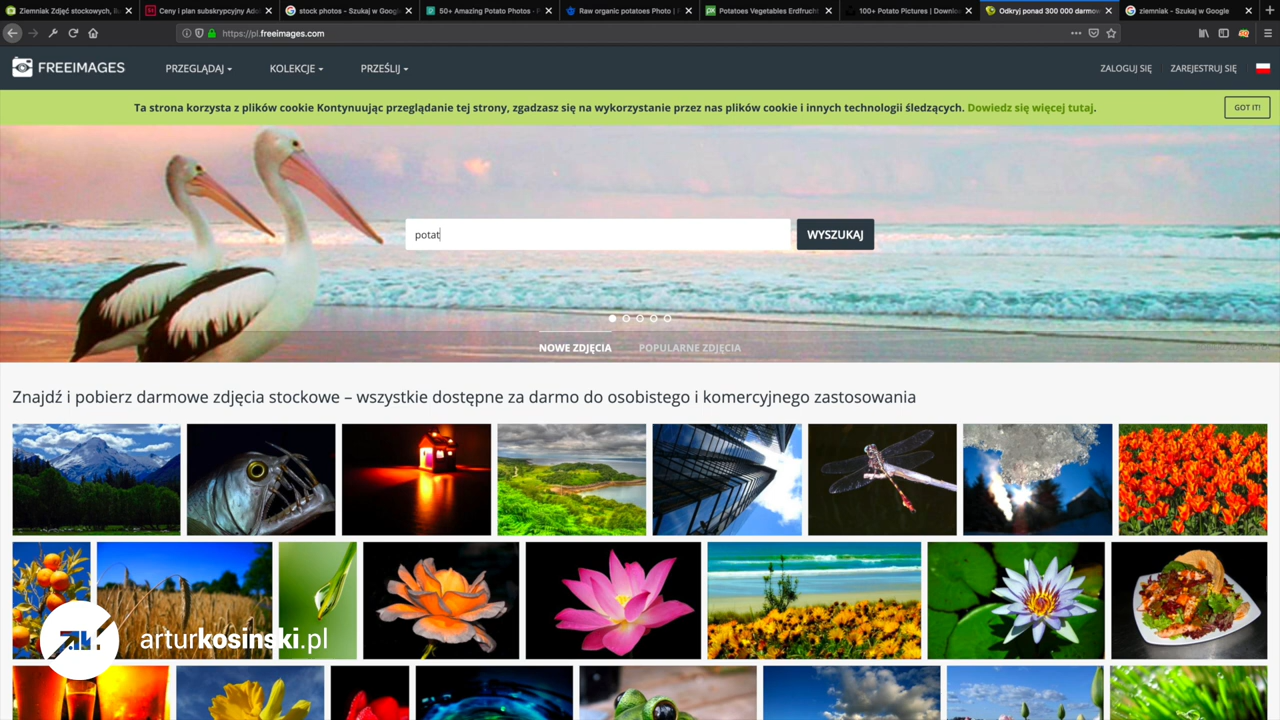 Ziemniak Zdjęć stockowych, Ilu
Ceny i plan subskrypcyjny Adob
stock photos - Szukaj w Google
50+ Amazing Potato Photos · P
Raw organic potatoes Photo | F
Potatoes Vegetables Erdfrucht
100+ Potato Pictures | Downloa
Odkryj ponad 300 000 darmow
ziemniak - Szukaj w Google
https://pl.freeimages.com
FREEIMAGES
PRZEGLĄDAJ
KOLEKCJE
PRZEŚLIJ
ZALOGUJ SIĘ
ZAREJESTRUJ SIĘ
Ta strona korzysta z plików cookie Kontynuując przeglądanie tej strony, zgadzasz się na wykorzystanie przez nas plików cookie i innych technologii śledzących. Dowiedz się więcej tutaj.
GOT IT!
potat
WYSZUKAJ
NOWE ZDJĘCIA
POPULARNE ZDJĘCIA
Znajdź i pobierz darmowe zdjęcia stockowe – wszystkie dostępne za darmo do osobistego i komercyjnego zastosowania
arturkosinski.pl